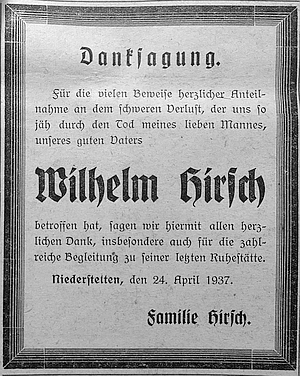 Danksagung.
Für die vielen Beweise herzlicher Anteil-
nahme an dem schweren Verlust, der uns so
jäh durch den Tod meines lieben Mannes,
unseres guten Vaters
Wilhelm Hirsch
betroffen hat, sagen wir hiermit allen herz-
lichen Dank, insbesondere auch für die zahl-
reiche Begleitung zu seiner letzten Ruhestätte.
Niederstetten, den 24. April 1937.
Familie Hirsch.